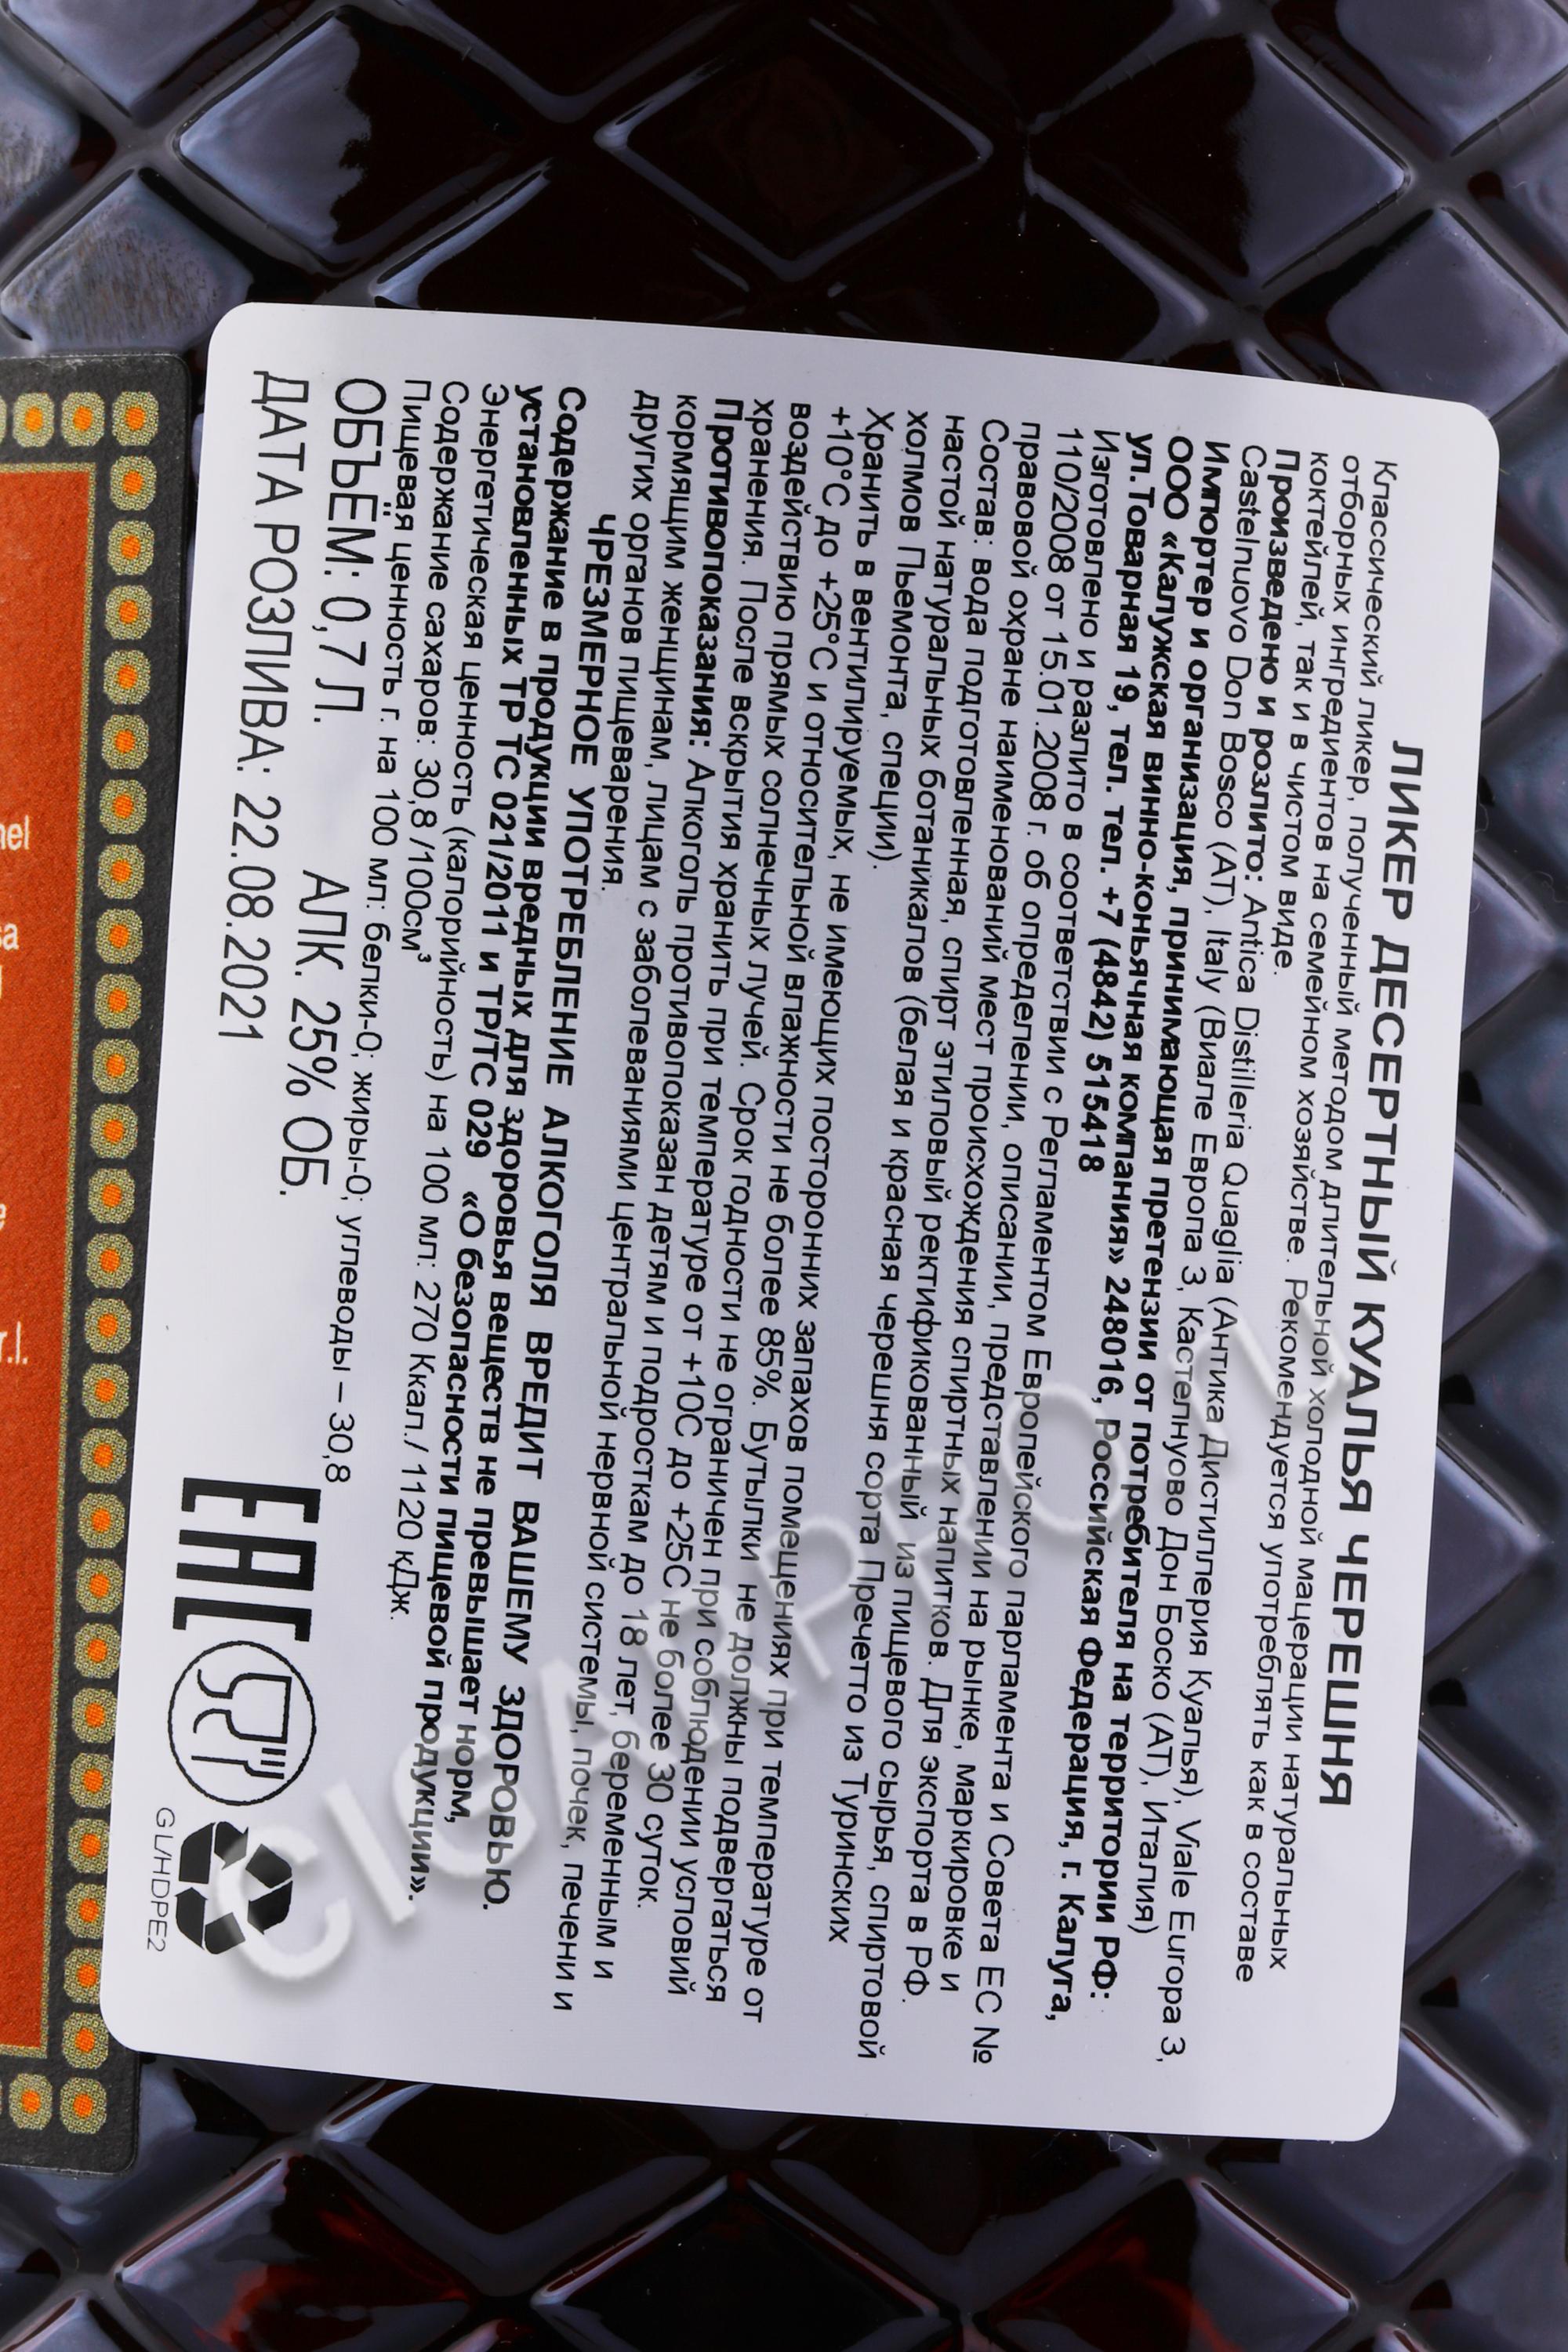 ЛИКЕР ДЕСЕРТНЫЙ КУАЛЬЯ ЧЕРЕШНЯ
Классический ликер, полученный методом длительной холодной мацерации натуральных
отборных ингредиентов на семейном хозяйстве. Рекомендуется употреблять как в составе
коктейлей, так и в чистом виде.
Произведено и розлито: Antica Distilleria Quaglia (Антика Дистиллерия Куалья), Viale Europa 3,
Castelnuovo Don Bosco (AT), Italy (Виале Европа 3, Кастелнуово Дон Боско (АТ), Италия)
Импортер и организация, принимающая претензии от потребителя на территории РФ:
ООО «Калужская винно-коньячная компания» 248016, Российская Федерация, г. Калуга,
ул.Товарная 19, тел. тел. +7 (4842) 515418
Изготовлено и разлито в соответствии с Регламентом Европейского парламента и Совета ЕС №
110/2008 от 15.01.2008 г. об определении, описании, представлении на рынке, маркировке и
правовой охране наименований мест происхождения спиртных напитков. Для экспорта в РФ.
Состав: вода подготовленная, спирт этиловый ректификованный из пищевого сырья, спиртовой
настой натуральных ботаникалов (белая и красная черешня сорта Пречетто из Туринских
холмов Пьемонта, специи).
Хранить в вентилируемых, не имеющих посторонних запахов помещениях при температуре от
+10°С до +25°С и относительной влажности не более 85%. Бутылки не должны подвергаться
воздействию прямых солнечных лучей. Срок годности не ограничен при соблюдении условий
хранения. После вскрытия хранить при температуре от +10С до +25С не более 30 суток.
Противопоказания: Алкоголь противопоказан детям и подросткам до 18 лет, беременным и
кормящим женщинам, лицам с заболеваниями центральной нервной системы, почек, печени и
других органов пищеварения.
ЧРЕЗМЕРНОЕ УПОТРЕБЛЕНИЕ АЛКОГОЛЯ ВРЕДИТ ВАШЕМУ ЗДОРОВЬЮ.
Содержание в продукции вредных для здоровья веществ не превышает норм,
установленных ТР ТС 021/2011 и ТР/ТС 029 «О безопасности пищевой продукции».
Энергетическая ценность (калорийность) на 100 мл: 270 Ккал./ 1120 кДж.
Содержание сахаров: 30,8 /100см³
Пищевая ценность г. на 100 мл: белки-0; жиры-0; углеводы – 30,8
ОБЪЁМ: 0,7 Л. АЛК. 25% ОБ.
ДАТА РОЗЛИВА: 22.08.2021
EAC
GL/HDPE2
CIGARPRO.ru